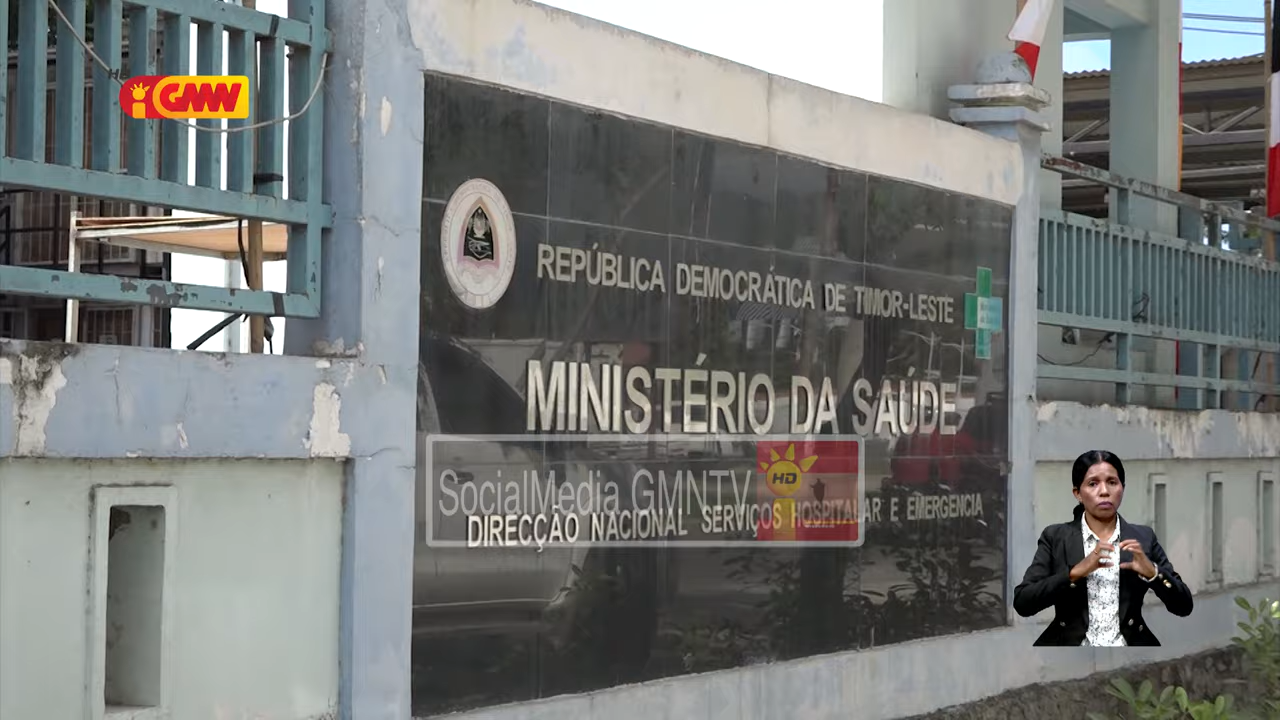 GMN
REPÚBLICA DEMOCRÁTICA DE TIMOR-LESTE
MINISTÉRIO DA SAÚDE
SocialMedia GMNTV
HD
DIRECÇÃO NACIONAL SERVIÇOS HOSPITALAR E EMERGENCIA